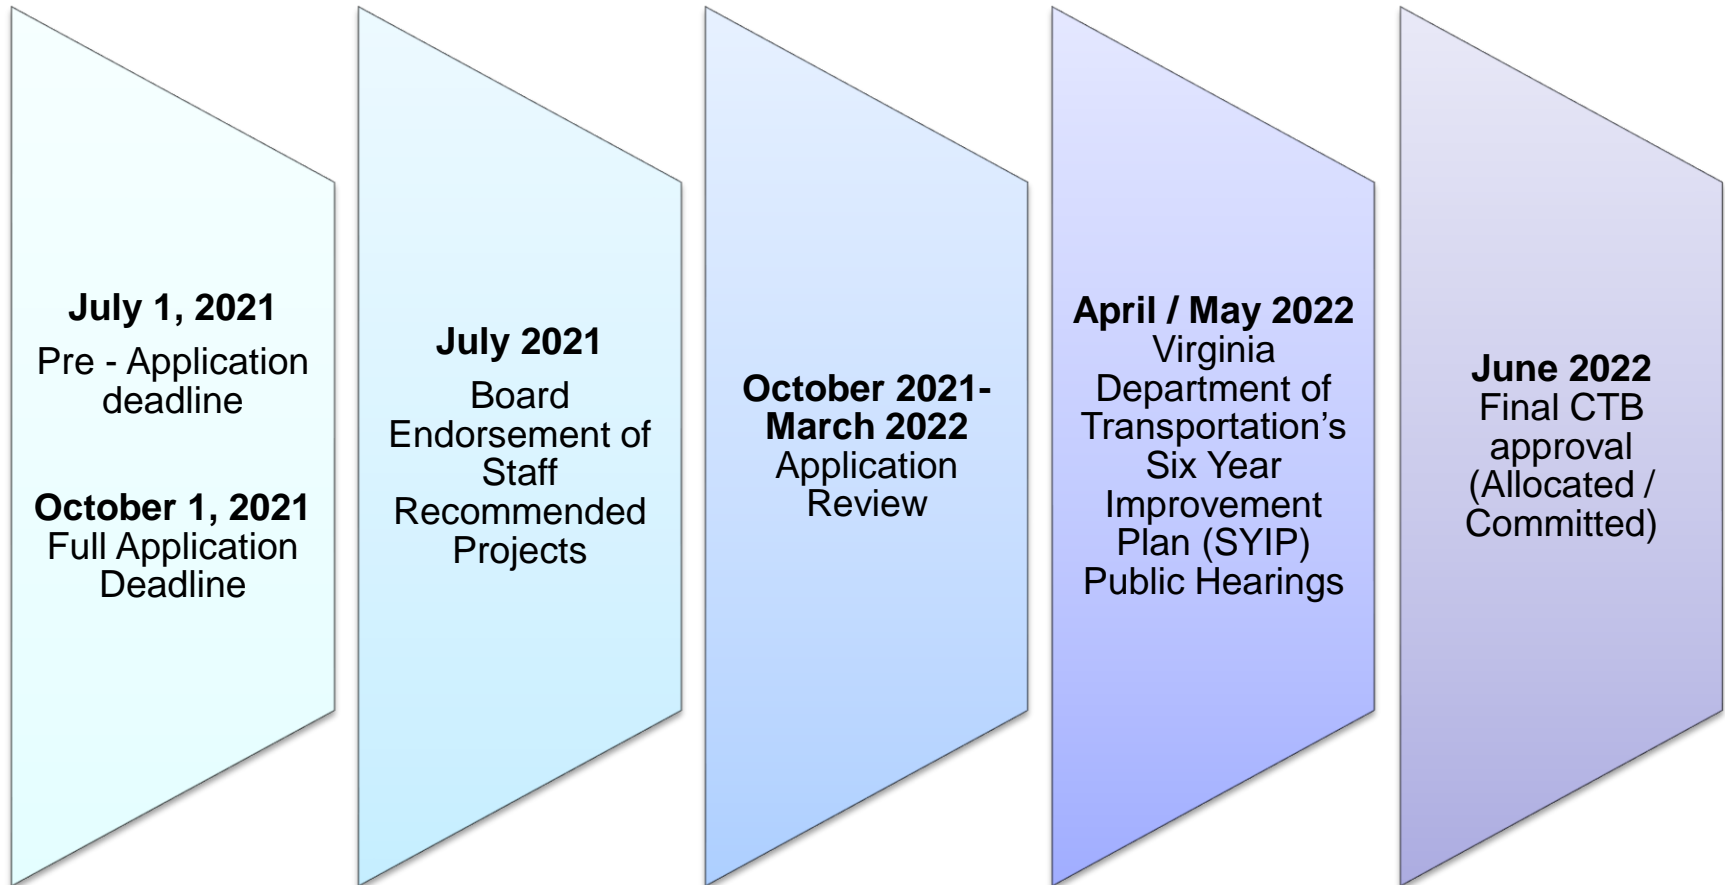 July 1, 2021
Pre - Application
deadline
October 1, 2021
Full Application
Deadline
July 2021
Board
Endorsement of
Staff
Recommended
Projects
October 2021-
March 2022
Application
Review
April / May 2022
Virginia
Department of
Transportation’s
Six Year
Improvement
Plan (SYIP)
Public Hearings
June 2022
Final CTB
approval
(Allocated /
Committed)